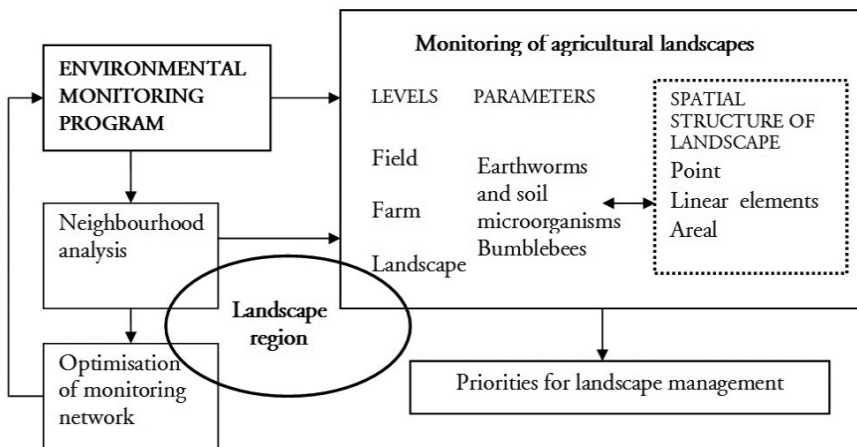 ENVIRONMENTAL
MONITORING
PROGRAM
Neighbourhood
analysis
Optimisation
of monitoring
network
Landscape
region
Monitoring of agricultural landscapes
LEVELS
Field
Farm
Landscape
PARAMETERS
Earthworms
and soil
microorganisms
Bumblebees
SPATIAL
STRUCTURE OF
LANDSCAPE
Point
Linear elements
Areal
Priorities for landscape management